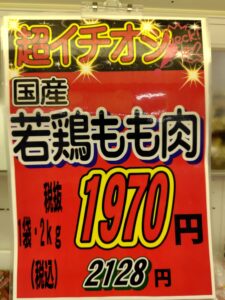 超イチオシ
国産
若鶏もも肉
税抜
1袋・2kg
1970円
(税込)
2128円